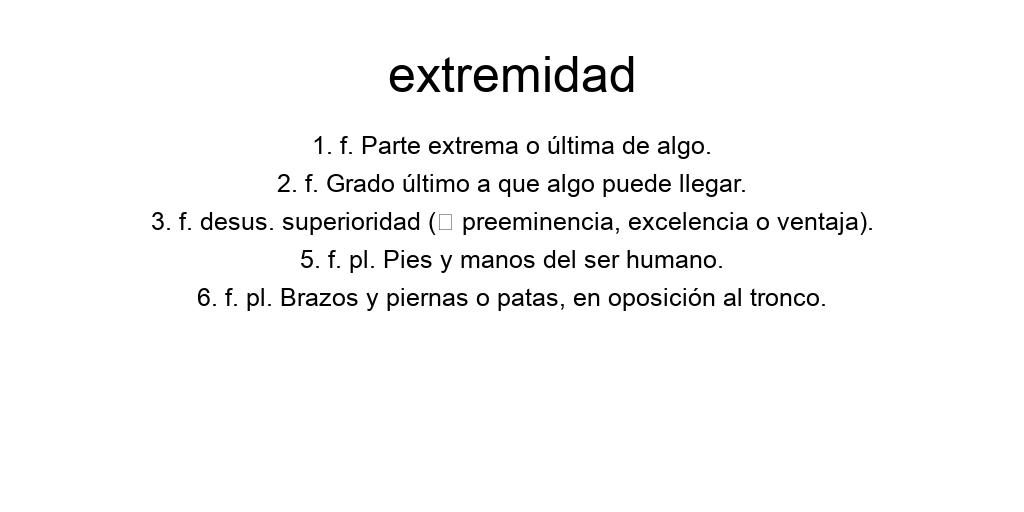 extremidad
1. f. Parte extrema o última de algo.
2. f. Grado último a que algo puede llegar.
3. f. desus. superioridad (□ preeminencia, excelencia o ventaja).
5. f. pl. Pies y manos del ser humano.
6. f. pl. Brazos y piernas o patas, en oposición al tronco.